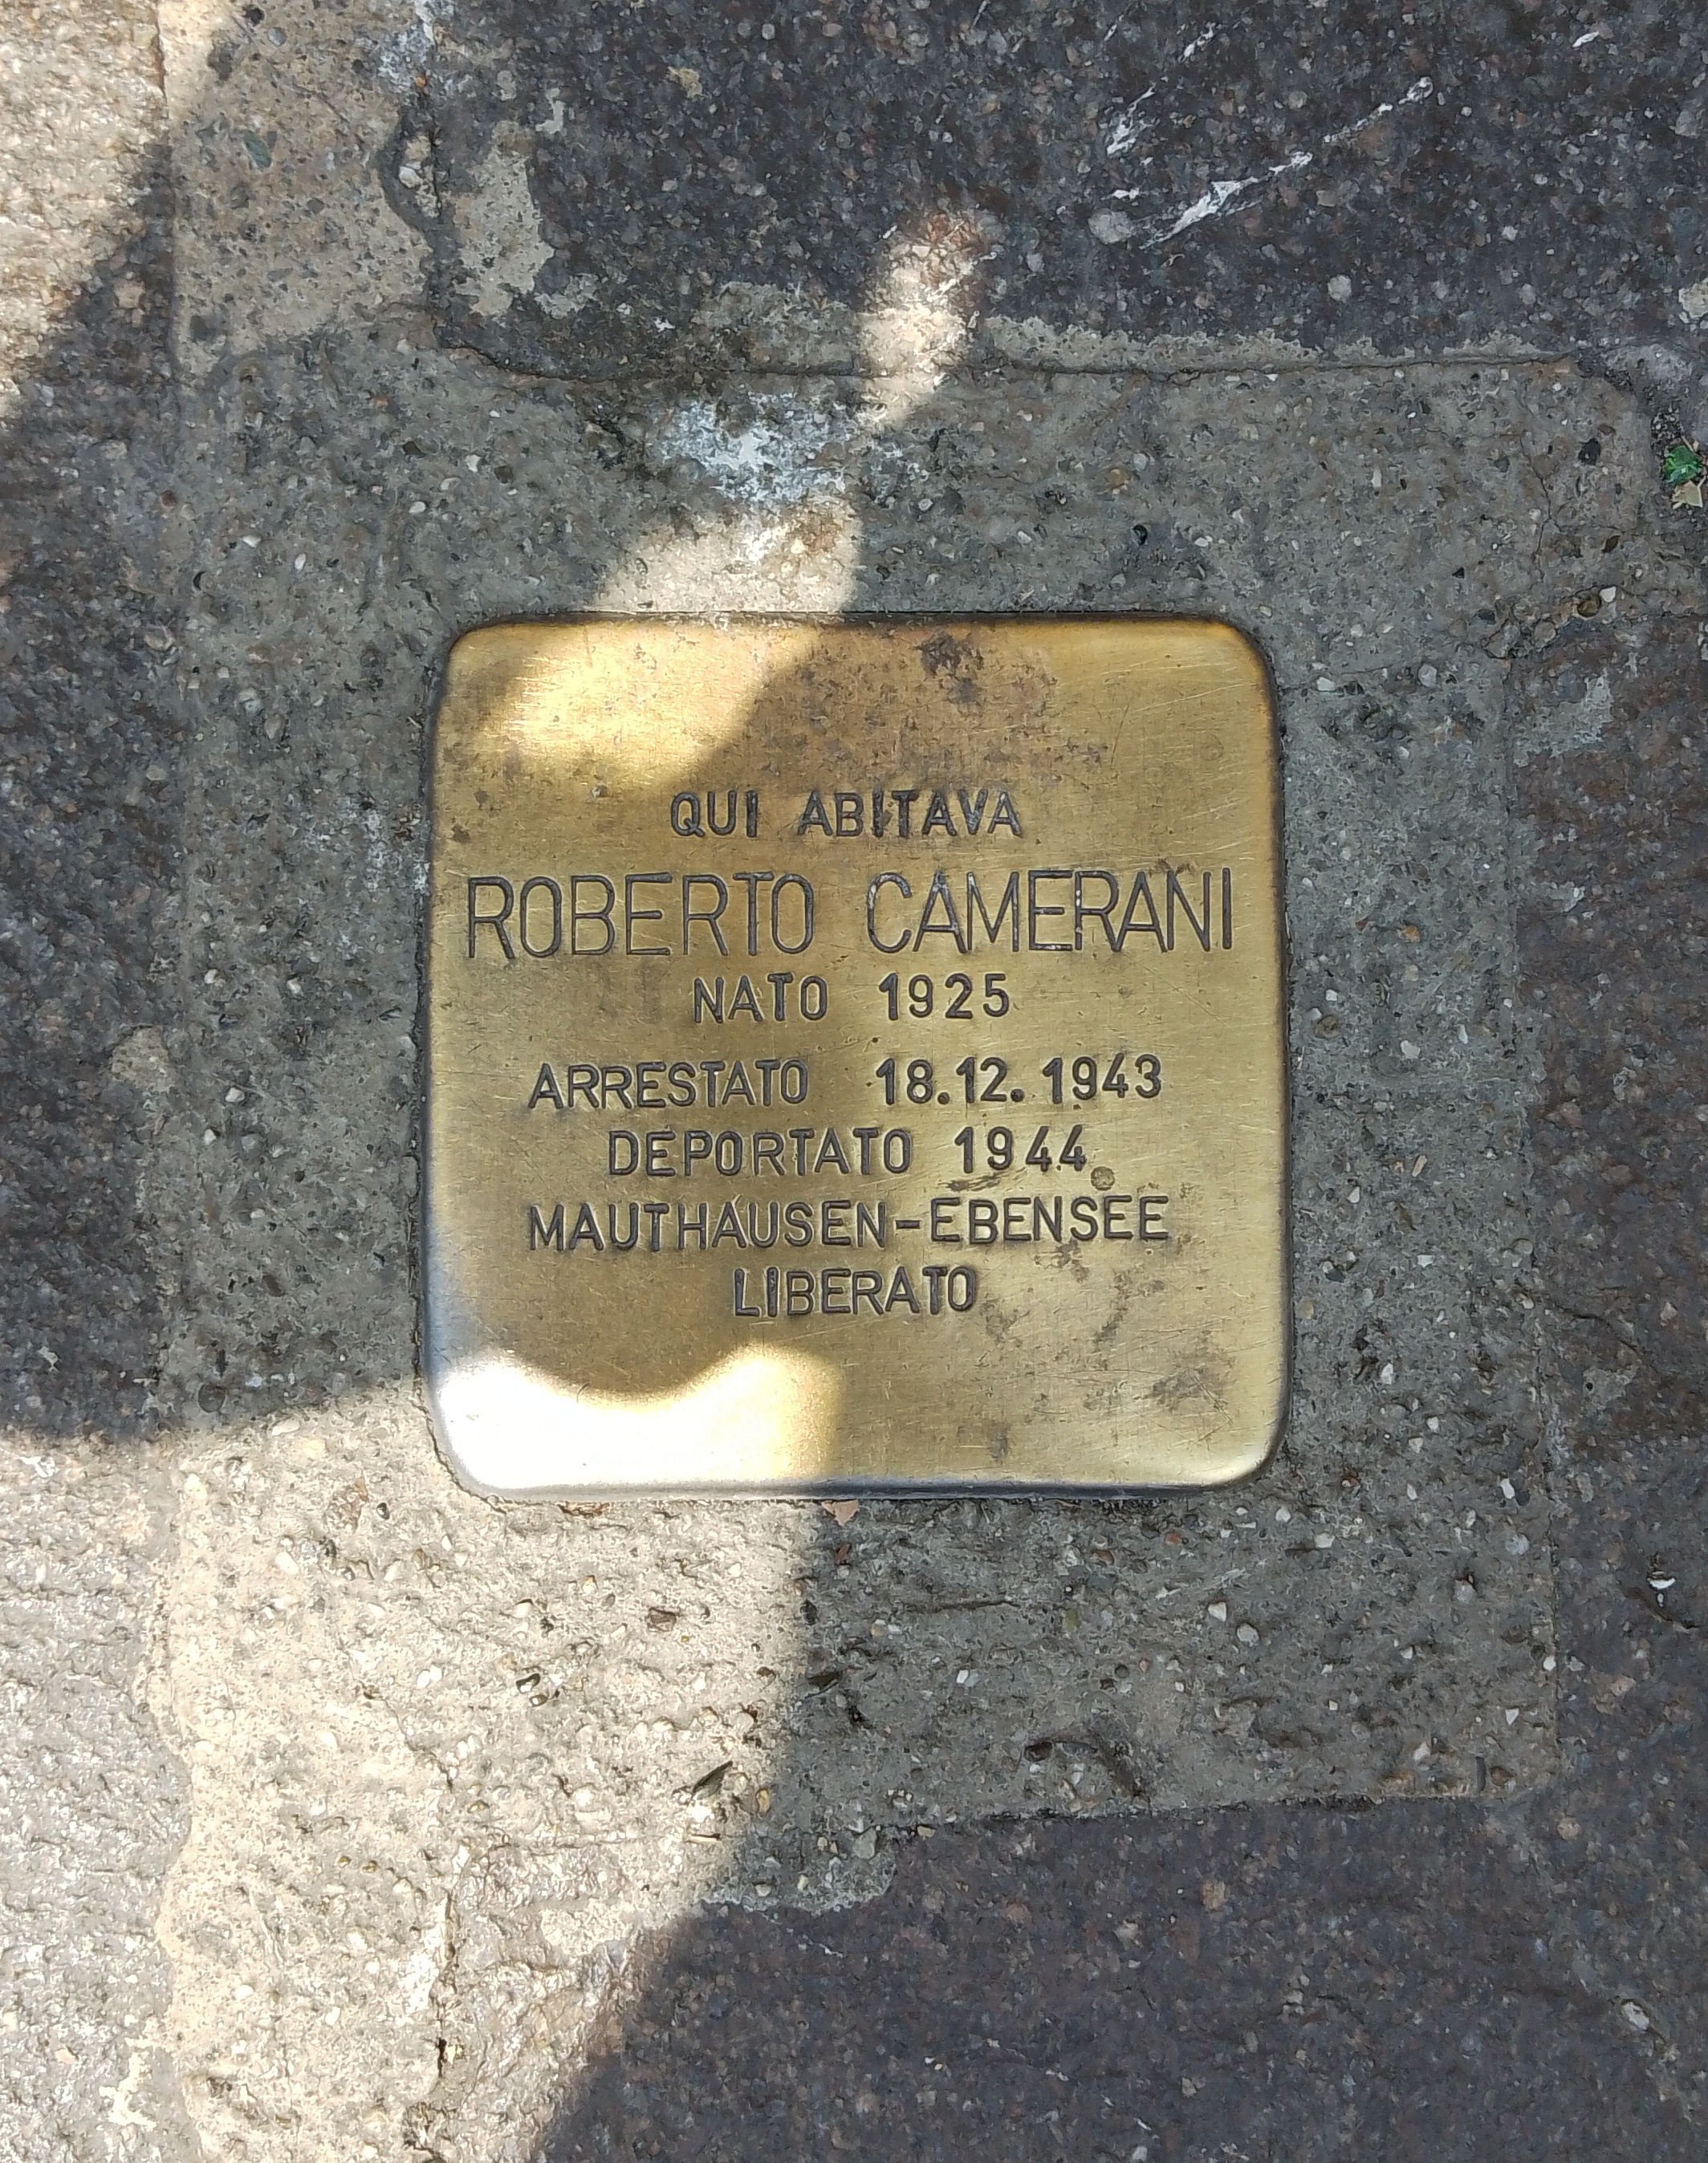 QUI ABITAVA
ROBERTO CAMERANI
NATO 1925
ARRESTATO 18.12.1943
DEPORTATO 1944
MAUTHAUSEN-EBENSEE
LIBERATO